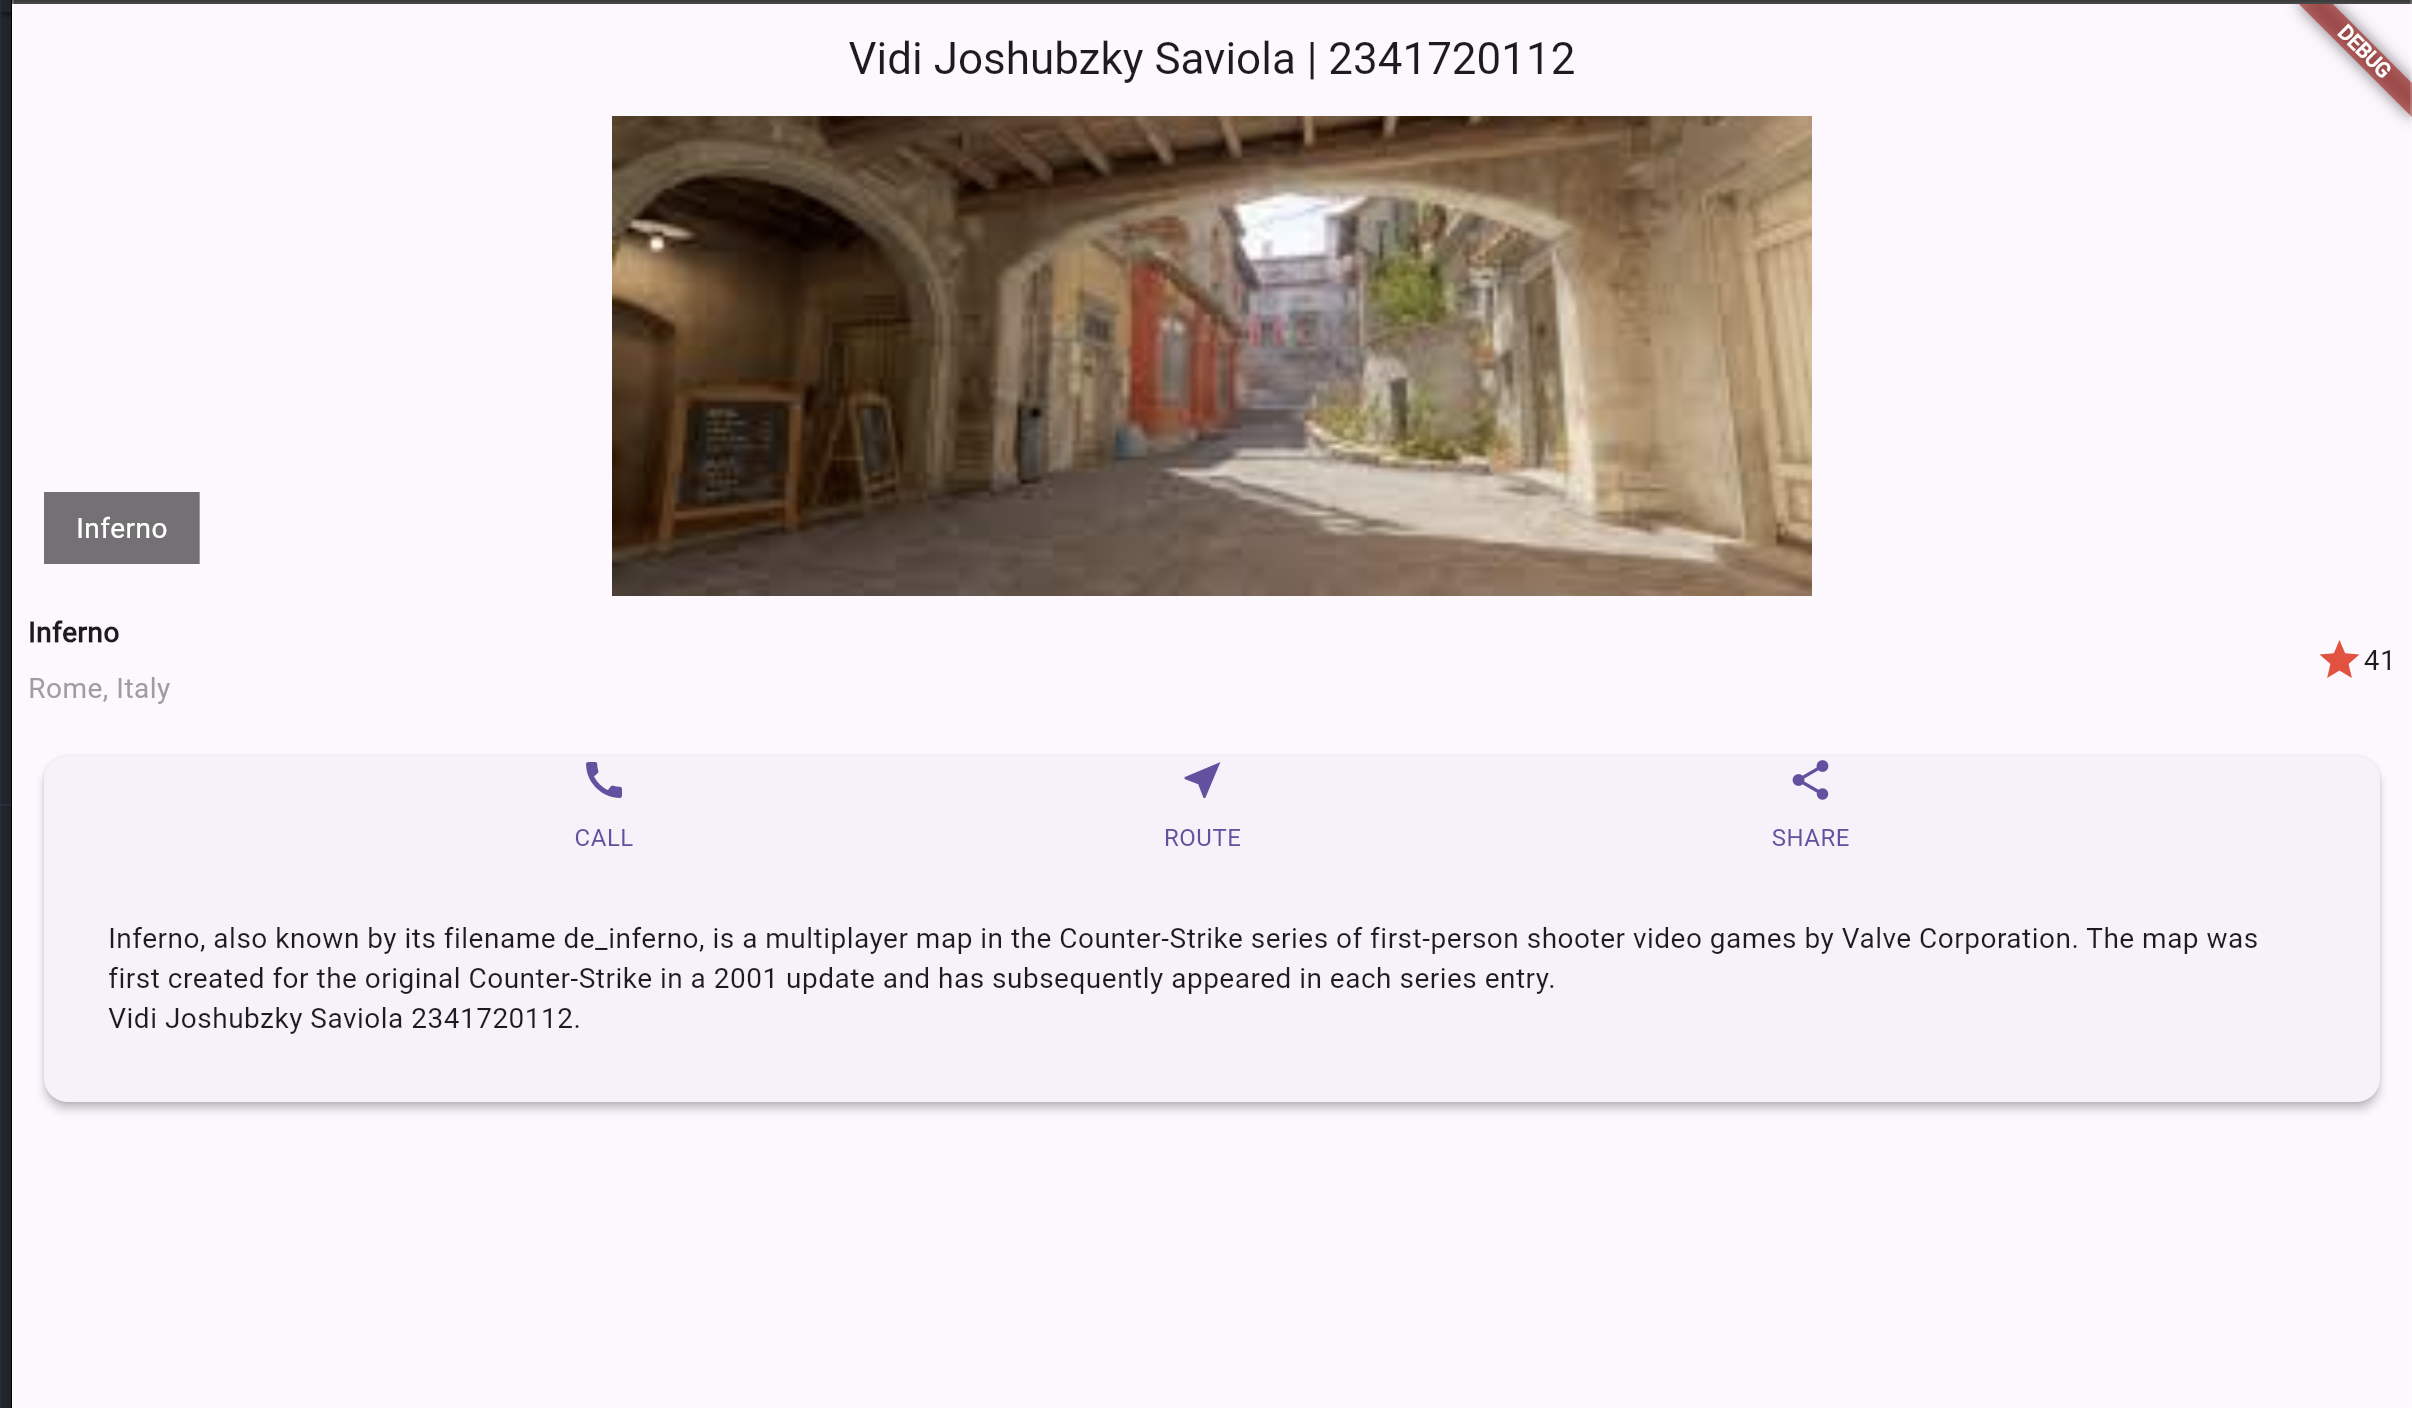 Vidi Joshubzky Saviola | 2341720112
DEBUG
Inferno
Inferno
Rome, Italy
41
CALL
ROUTE
SHARE
Inferno, also known by its filename de_inferno, is a multiplayer map in the Counter-Strike series of first-person shooter video games by Valve Corporation. The map was
first created for the original Counter-Strike in a 2001 update and has subsequently appeared in each series entry.
Vidi Joshubzky Saviola 2341720112.